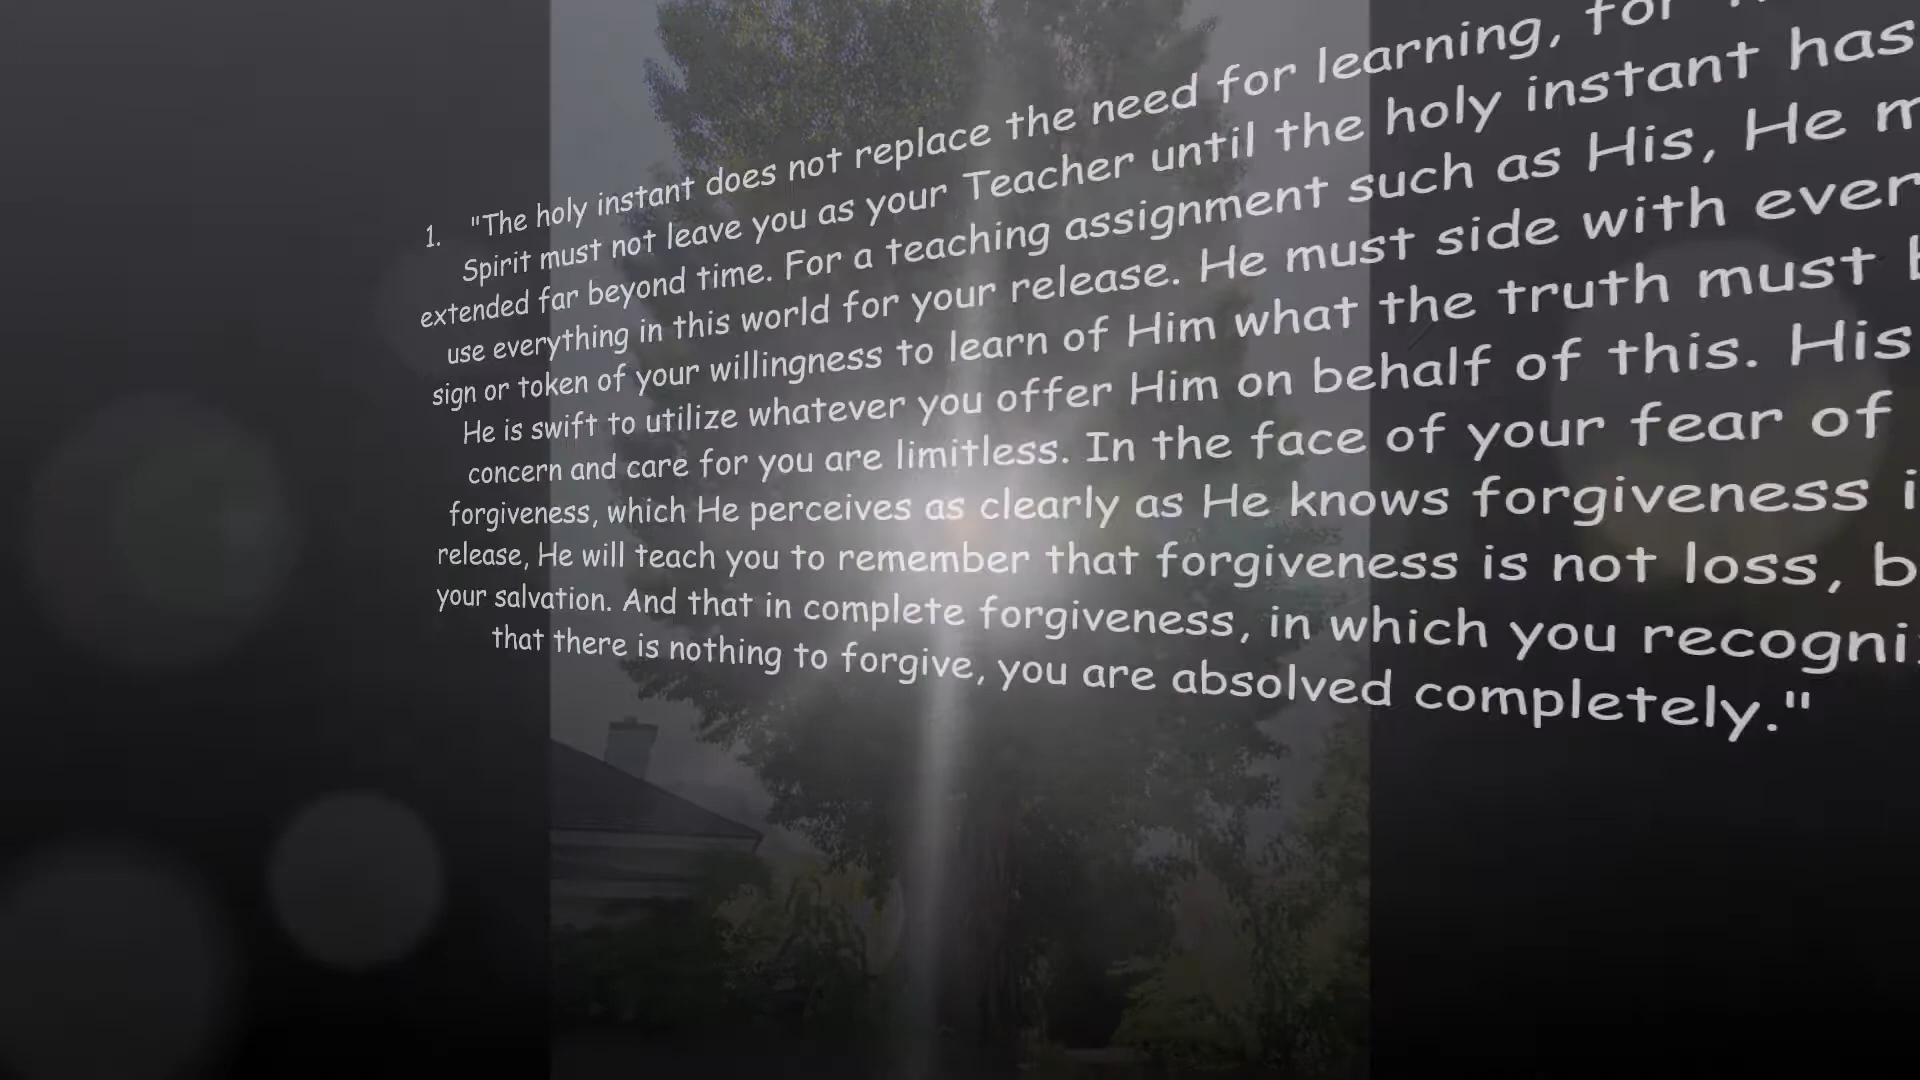 1. "The holy instant does not replace the need for learning, for
Spirit must not leave you as your Teacher until the holy instant has
extended far beyond time. For a teaching assignment such as His, He
use everything in this world for your release. He must side with
sign or token of your willingness to learn of Him what the truth must
He is swift to utilize whatever you offer Him on behalf of this. His
concern and care for you are limitless. In the face of your fear of
forgiveness, which He perceives as clearly as He knows forgiveness
release, He will teach you to remember that forgiveness is not loss,
your salvation. And that in complete forgiveness, in which you
that there is nothing to forgive, you are absolved completely."